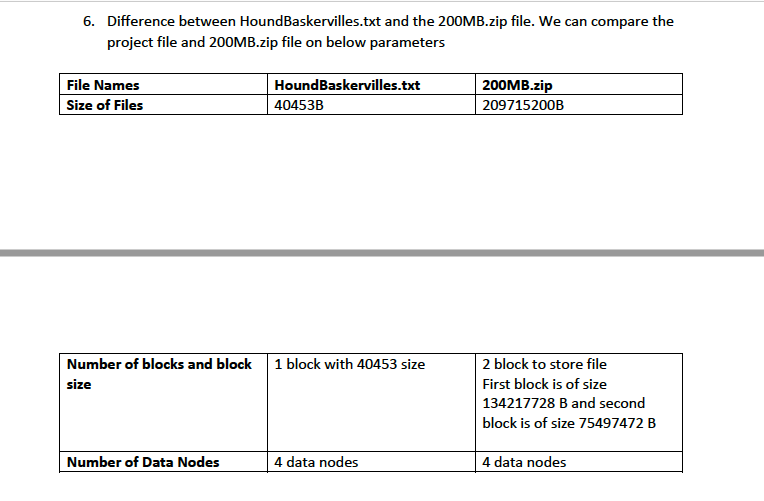 6. Difference between HoundBaskervilles.txt and the 200MB.zip file. We can compare the
project file and 200MB.zip file on below parameters
File Names HoundBaskervilles.txt 200MB.zip
Size of Files 40453B 209715200B
Number of blocks and block size 1 block with 40453 size 2 block to store file
First block is of size
134217728 B and second
block is of size 75497472 B
Number of Data Nodes 4 data nodes 4 data nodes